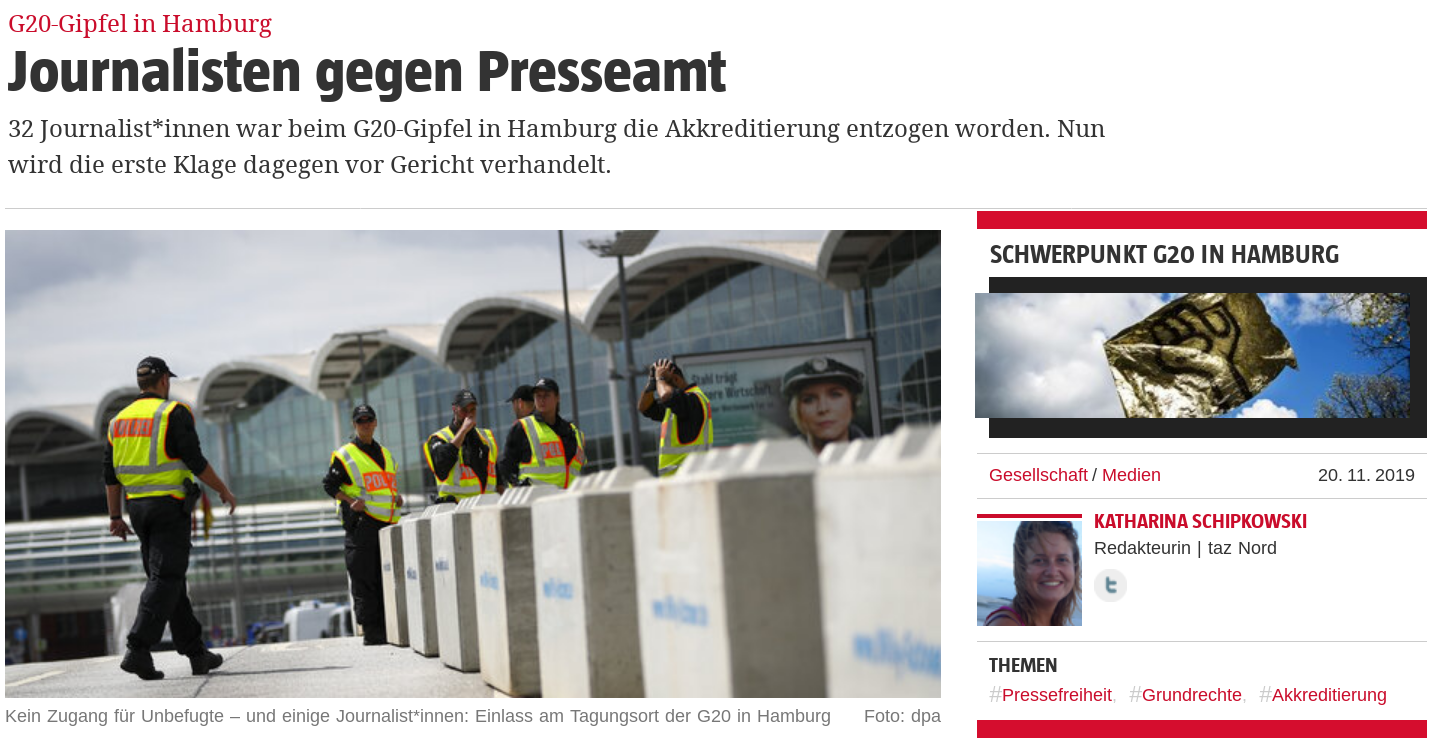 G20-Gipfel in Hamburg
Journalisten gegen Presseamt
32 Journalist*innen war beim G20-Gipfel in Hamburg die Akkreditierung entzogen worden. Nun
wird die erste Klage dagegen vor Gericht verhandelt.
Stahl trägt
Kein Zugang für Unbefugte – und einige Journalist*innen: Einlass am Tagungsort der G20 in Hamburg Foto: dpa
SCHWERPUNKT G20 IN HAMBURG
Gesellschaft / Medien 20. 11. 2019
KATHARINA SCHIPKOWSKI
Redakteurin | taz Nord
THEMEN
#Pressefreiheit, #Grundrechte, #Akkreditierung